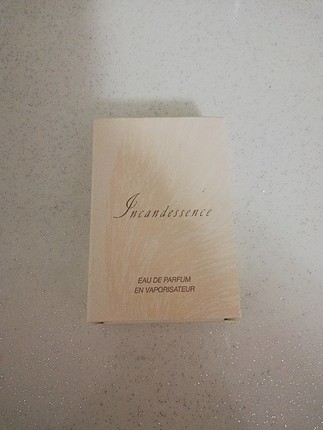 Incandessence
EAU DE PARFUM
EN VAPORISATEUR